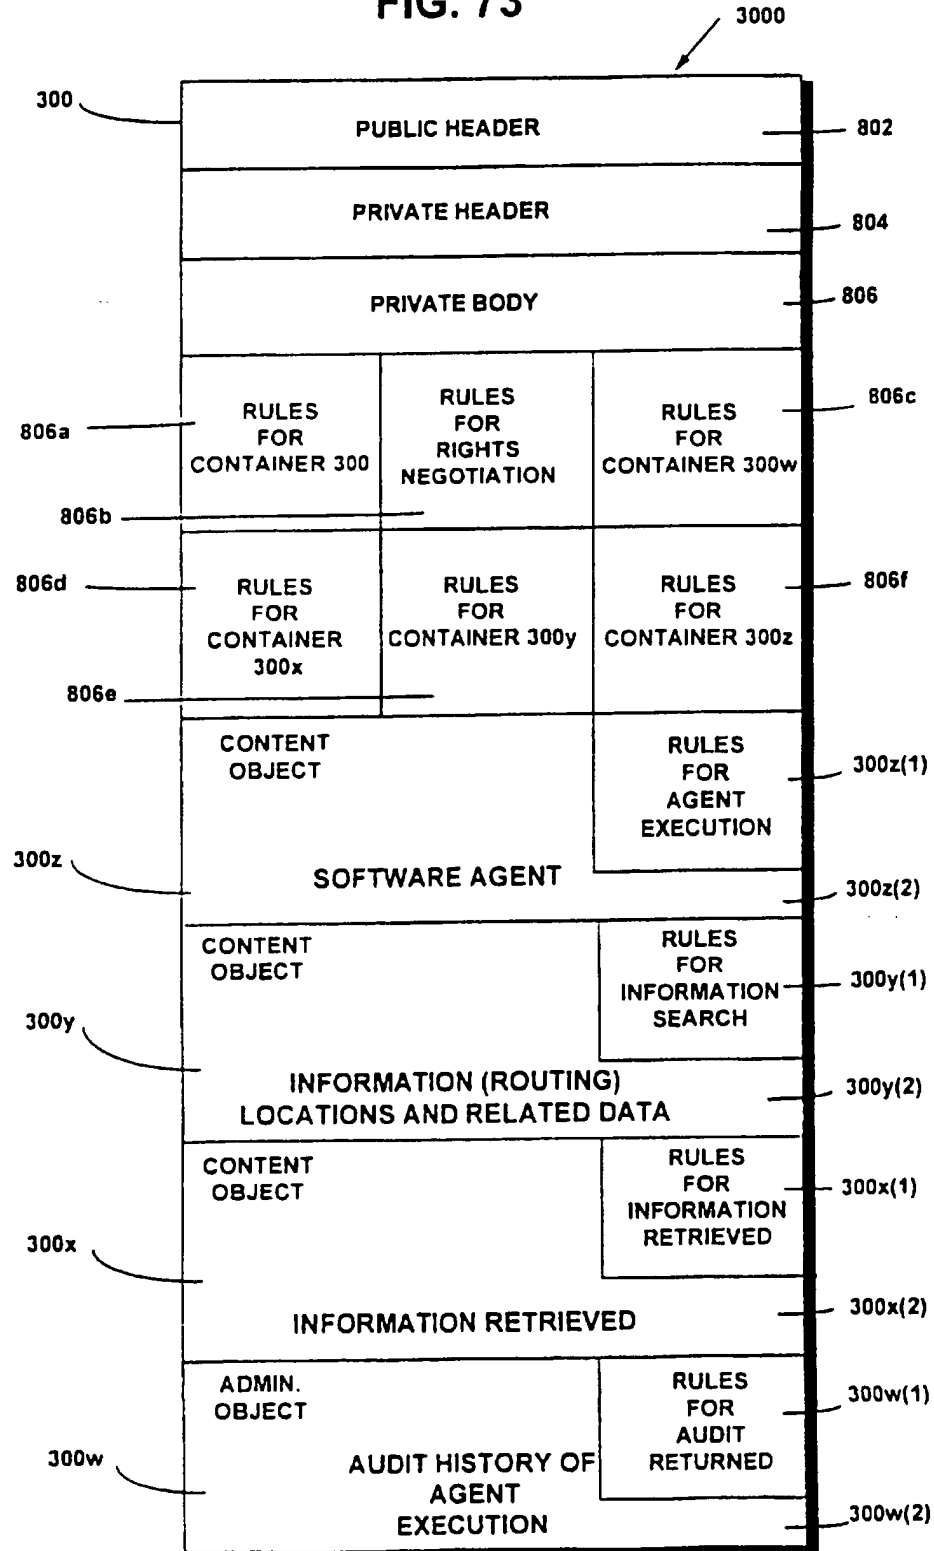 FIG. 73
3000
300
PUBLIC HEADER
802
PRIVATE HEADER
804
PRIVATE BODY
806
806a
RULES
FOR
CONTAINER 300
806b
RULES
FOR
RIGHTS
NEGOTIATION
RULES
FOR
CONTAINER 300w
806c
806d
RULES
FOR
CONTAINER
300x
806e
RULES
FOR
CONTAINER 300y
RULES
FOR
CONTAINER 300z
806f
CONTENT
OBJECT
RULES
FOR
AGENT
EXECUTION
300z(1)
300z
SOFTWARE AGENT
300z(2)
CONTENT
OBJECT
RULES
FOR
INFORMATION
SEARCH
300y(1)
300y
INFORMATION (ROUTING)
LOCATIONS AND RELATED DATA
300y(2)
CONTENT
OBJECT
RULES
FOR
INFORMATION
RETRIEVED
300x(1)
300x
INFORMATION RETRIEVED
300x(2)
ADMIN.
OBJECT
RULES
FOR
AUDIT
RETURNED
300w(1)
300w
AUDIT HISTORY OF
AGENT
EXECUTION
300w(2)